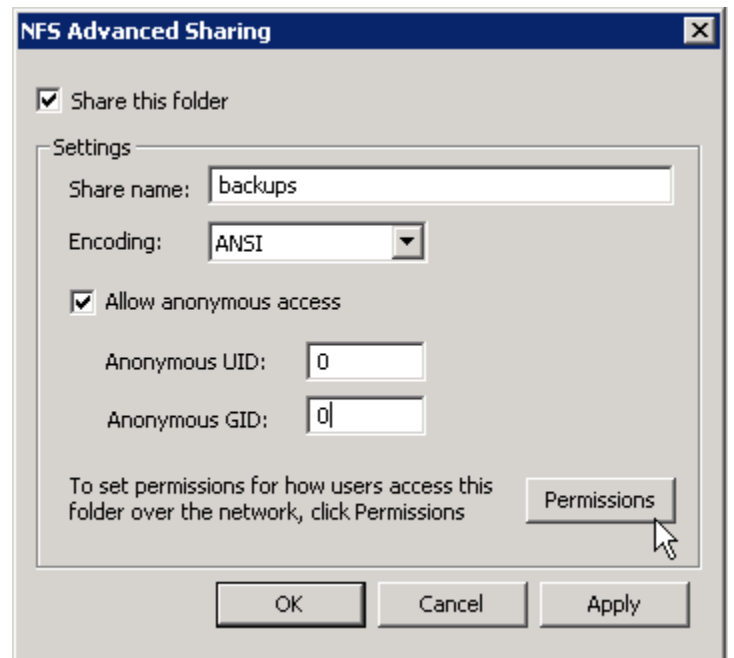 NFS Advanced Sharing
Share this folder
Settings
Share name: backups
Encoding: ANSI
Allow anonymous access
Anonymous UID: 0
Anonymous GID: 0
To set permissions for how users access this
folder over the network, click Permissions
Permissions
OK Cancel Apply